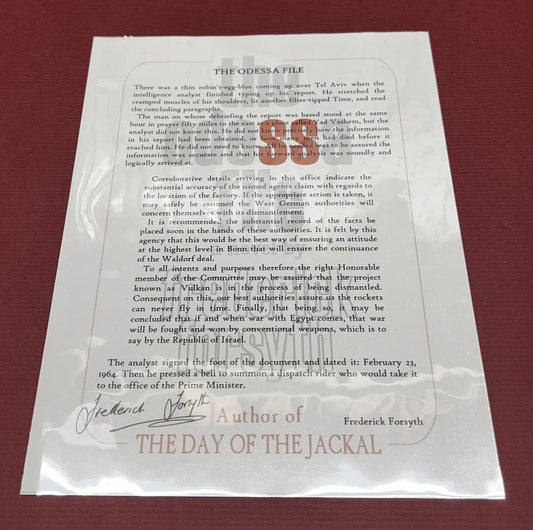 THE ODESSA FILE
There was a thin robin's-egg-blue coming up over Tel Aviv when the
intelligence analyst finished typing up his report. He stretched the
cramped muscles of his shoulders, lit another filter-tipped Time, and read
the concluding paragraphs.
The man on whose debriefing the report was based stood at the same
hour in prayer fifty miles to the east called Yad Vashem, but the
analyst did not know this. He did not know precisely how the information
in his report had been obtained, or how many men had died before it
reached him. He did not need to know. All he was to be assured the
information was accurate and that his analysis was soundly and
logically arrived at.
SS
Corroborative details arriving in this office indicate the
substantial accuracy of the named agents claim with regards to
the location of the factory. If the appropriate action is taken, it
may safely be assumed the West German authorities will
concern themselves with its dismantlement.
It is recommended the substantial record of the facts be
placed soon in the hands of these authorities. It is felt by this
agency that this would be the best way of ensuring an attitude
at the highest level in Bonn that will ensure the continuance
of the Waldorf deal.
To all intents and purposes therefore the right Honorable
member of the Committee may be assured that the project
known as Vulkan is in the process of being dismantled.
Consequent on this, our best authorities assure us the rockets
can never fly in time. Finally, that being so, it may be
concluded that if and when war with Egypt comes, that war
will be fought and won by conventional weapons, which is to
say by the Republic of Israel.
The analyst signed the foot of the document and dated it: February 23,
1964. Then he pressed a bell to summon a dispatch rider who would take it
to the office of the Prime Minister.
Frederick Forsyth
Frederick Forsyth
Author of
THE DAY OF THE JACKAL